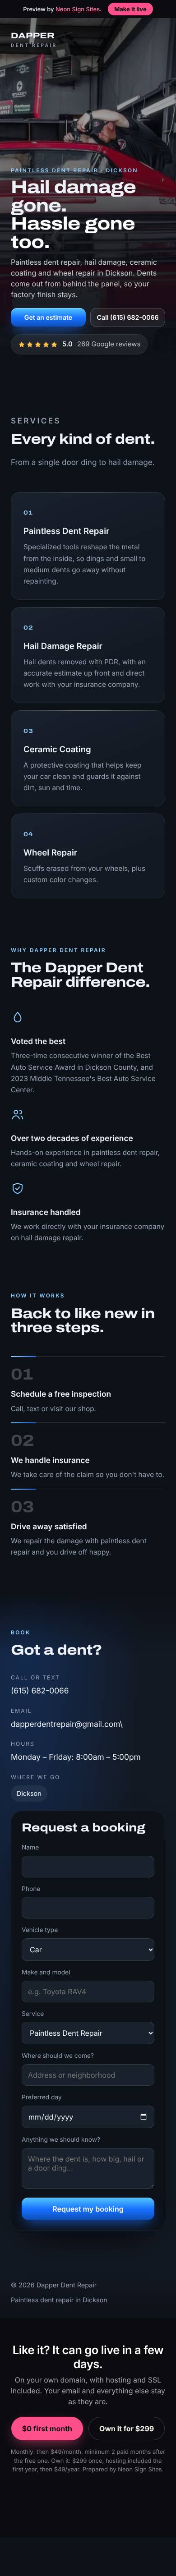 Preview by Neon Sign Sites. Make it live
DAPPER
DENT REPAIR
PAINTLESS DENT REPAIR · DICKSON
Hail damage
gone.
Hassle gone
too.
Paintless dent repair, hail damage, ceramic
coating and wheel repair in Dickson. Dents
come out from behind the panel, so your
factory finish stays.
Get an estimate
Call (615) 682-0066
★★★★★ 5.0 269 Google reviews
SERVICES
Every kind of dent.
From a single door ding to hail damage.
01
Paintless Dent Repair
Specialized tools reshape the metal
from the inside, so dings and small to
medium dents go away without
repainting.
02
Hail Damage Repair
Hail dents removed with PDR, with an
accurate estimate up front and direct
work with your insurance company.
03
Ceramic Coating
A protective coating that helps keep
your car clean and guards it against
dirt, sun and time.
04
Wheel Repair
Scuffs erased from your wheels, plus
custom color changes.
WHY DAPPER DENT REPAIR
The Dapper Dent
Repair difference.
Voted the best
Three-time consecutive winner of the Best
Auto Service Award in Dickson County, and
2023 Middle Tennessee's Best Auto Service
Center.
Over two decades of experience
Hands-on experience in paintless dent repair,
ceramic coating and wheel repair.
Insurance handled
We work directly with your insurance company
on hail damage repair.
HOW IT WORKS
Back to like new in
three steps.
01
Schedule a free inspection
Call, text or visit our shop.
02
We handle insurance
We take care of the claim so you don't have to.
03
Drive away satisfied
We repair the damage with paintless dent
repair and you drive off happy.
BOOK
Got a dent?
CALL OR TEXT
(615) 682-0066
EMAIL
dapperdentrepair@gmail.com\
HOURS
Monday – Friday: 8:00am – 5:00pm
WHERE WE GO
Dickson
Request a booking
Name
Phone
Vehicle type
Car
Make and model
e.g. Toyota RAV4
Service
Paintless Dent Repair
Where should we come?
Address or neighborhood
Preferred day
mm/dd/yyyy
Anything we should know?
Where the dent is, how big, hail or
a door ding...
Request my booking
© 2026 Dapper Dent Repair
Paintless dent repair in Dickson
Like it? It can go live in a few
days.
On your own domain, with hosting and SSL
included. Your email and everything else stay
as they are.
$0 first month
Own it for $299
Monthly: then $49/month, minimum 2 paid months after
the free one. Own it: $299 once, hosting included the
first year, then $49/year. Prepared by Neon Sign Sites.